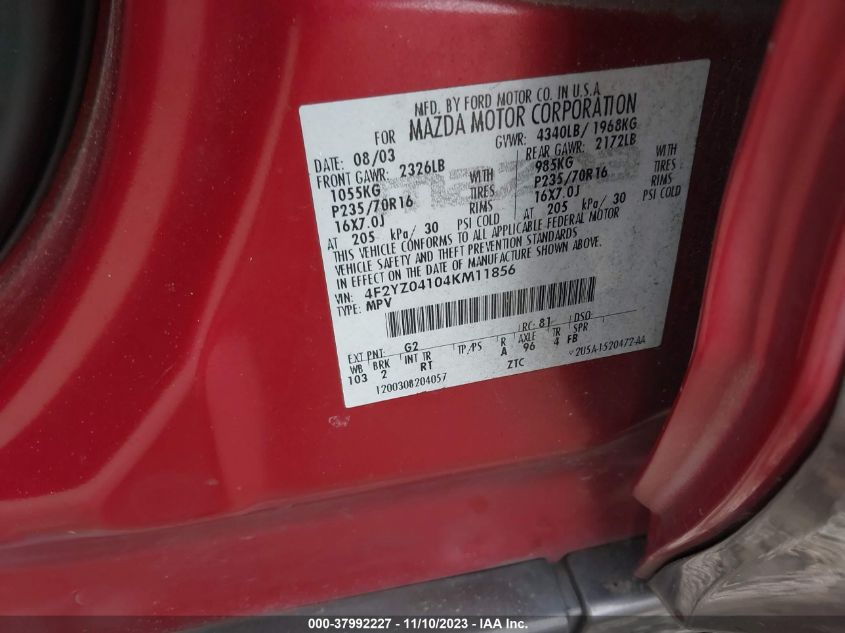 MFD. BY FORD MOTOR CO. IN U.S.A
FOR MAZDA MOTOR CORPORATION
DATE: 08/03 GVWR: 4340LB/ 1968KG
FRONT GAWR: 2326LB REAR GAWR: 2172LB
1055KG WITH 985KG WITH
P235/70R16 TIRES P235/70R16 TIRES
16X7.0J RIMS 16X7.0J RIMS
AT 205 kPa/ 30 PSI COLD AT 205 kPa/ 30 PSI COLD
THIS VEHICLE CONFORMS TO ALL APPLICABLE FEDERAL MOTOR
VEHICLE SAFETY AND THEFT PREVENTION STANDARDS
IN EFFECT ON THE DATE OF MANUFACTURE SHOWN ABOVE.
VIN: 4F2YZ04104KM11856
TYPE: MPV
EXT PNT: G2 RC: 81 DSO:
WB BRK INT TR TP/PS R AXLE TR SPR
103 2 RT A 96 4 FB
ZTC V2U5A-1520472-AA
1200308204057
000-37992227 - 11/10/2023 - IAA Inc.